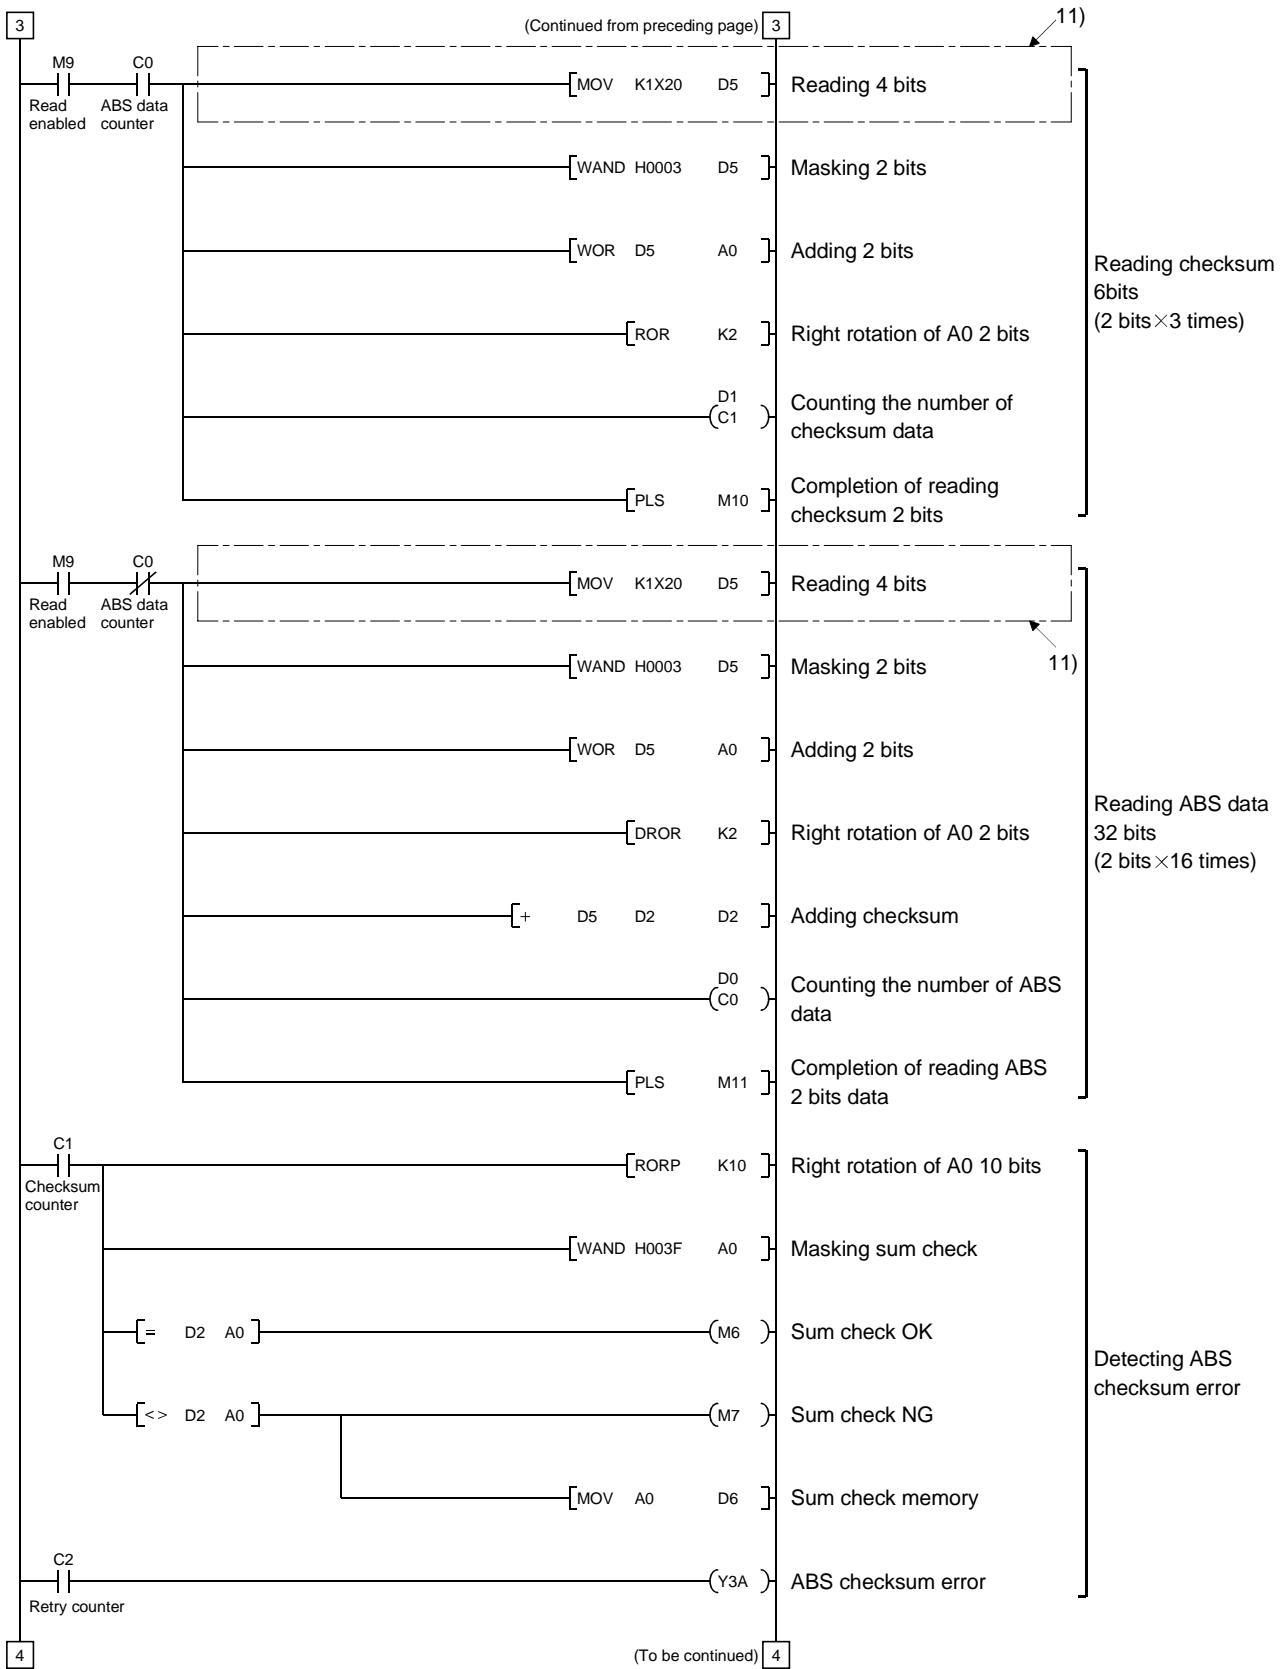 3 (Continued from preceding page) 3
11)
M9 C0
MOV K1X20 D5 Reading 4 bits
Read enabled
ABS data counter
WAND H0003 D5 Masking 2 bits
WOR D5 A0 Adding 2 bits
ROR K2 Right rotation of A0 2 bits
D1
C1 Counting the number of
checksum data
PLS M10 Completion of reading
checksum 2 bits
Reading checksum
6bits
(2 bits×3 times)
M9 C0
MOV K1X20 D5 Reading 4 bits
Read enabled
ABS data counter
11)
WAND H0003 D5 Masking 2 bits
WOR D5 A0 Adding 2 bits
DROR K2 Right rotation of A0 2 bits
+ D5 D2 D2 Adding checksum
D0
C0 Counting the number of ABS
data
PLS M11 Completion of reading ABS
2 bits data
Reading ABS data
32 bits
(2 bits×16 times)
C1
RORP K10 Right rotation of A0 10 bits
Checksum
counter
WAND H003F A0 Masking sum check
= D2 A0 M6 Sum check OK
<> D2 A0 M7 Sum check NG
MOV A0 D6 Sum check memory
C2
Y3A ABS checksum error
Retry counter
Detecting ABS
checksum error
4 (To be continued) 4